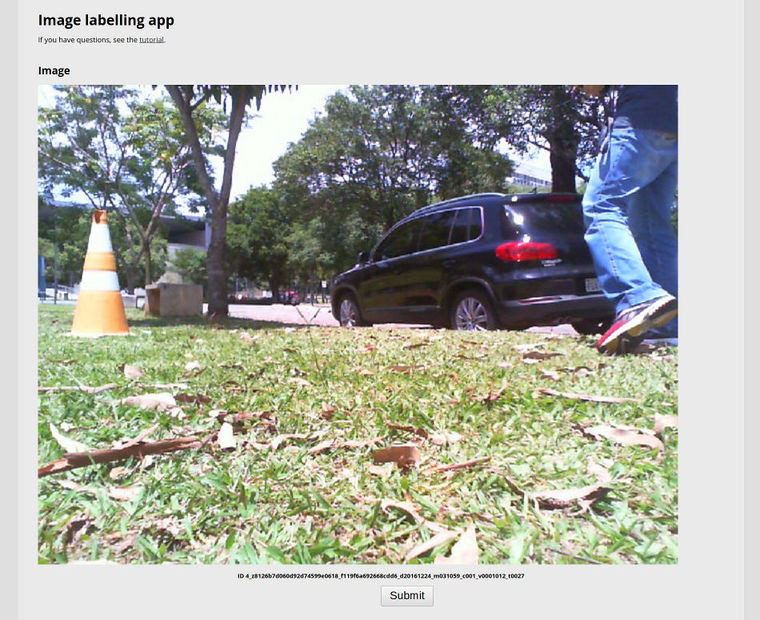 Image labelling app
If you have questions, see the tutorial.
Image
ID 4_z8126b7d060d92d74599e0618_f119f6a692668cdd6_d20161224_m031059_c001_v0001012_t0027
Submit